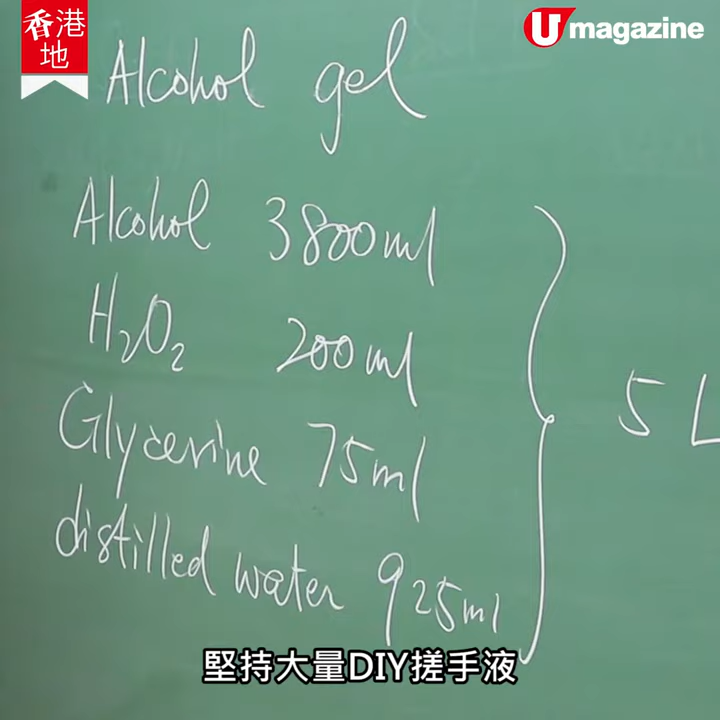 香港地
U magazine
Alcohol gel
Alcohol 3800ml
H₂O₂ 200ml
Glycerine 75ml
distilled water 925ml
5 L
堅持大量DIY搓手液